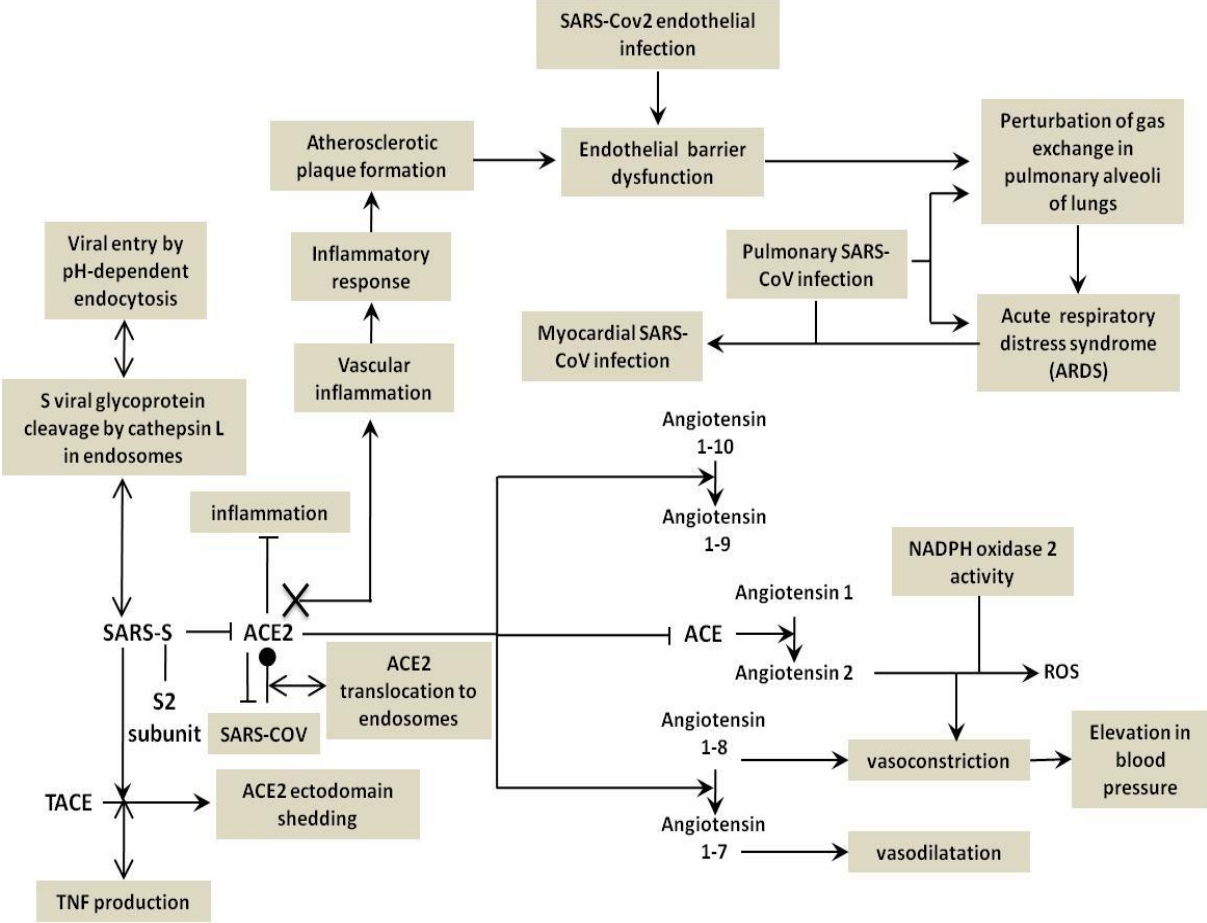 SARS-Cov2 endothelial
infection
Atherosclerotic
plaque formation
Endothelial barrier
dysfunction
Perturbation of gas
exchange in
pulmonary alveoli
of lungs
Viral entry by
pH-dependent
endocytosis
Inflammatory
response
Pulmonary SARS-
CoV infection
Myocardial SARS-
CoV infection
Acute respiratory
distress syndrome
(ARDS)
Vascular
inflammation
S viral glycoprotein
cleavage by cathepsin L
in endosomes
Angiotensin
1-10
inflammation
Angiotensin
1-9
NADPH oxidase 2
activity
SARS-S
ACE2
ACE
Angiotensin 1
Angiotensin 2
ROS
S2
subunit
SARS-COV
ACE2
translocation to
endosomes
Angiotensin
1-8
vasoconstriction
Elevation in
blood
pressure
TACE
ACE2 ectodomain
shedding
Angiotensin
1-7
vasodilatation
TNF production